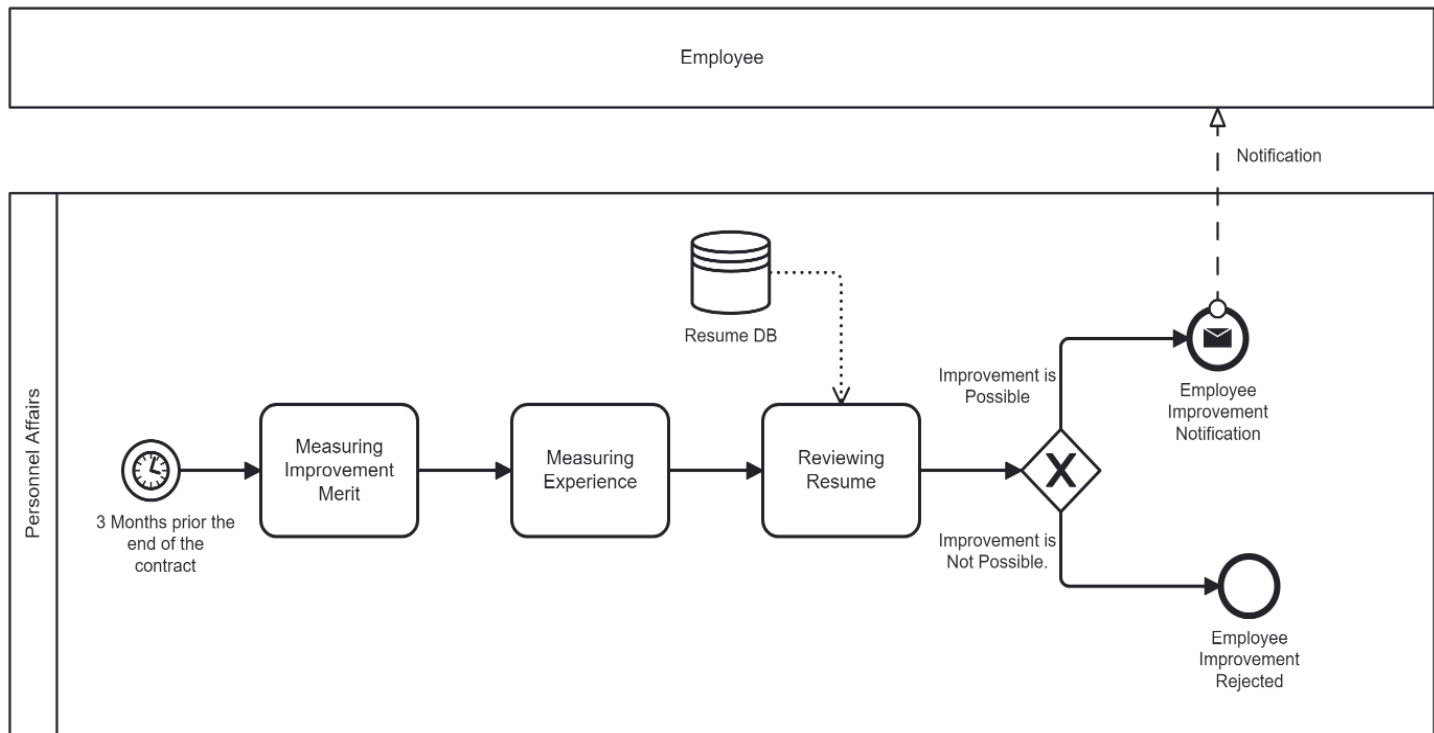 Employee
Notification
Personnel Affairs
Resume DB
3 Months prior the
end of the
contract
Measuring
Improvement
Merit
Measuring
Experience
Reviewing
Resume
Improvement is
Possible
X
Improvement is
Not Possible.
Employee
Improvement
Notification
Employee
Improvement
Rejected